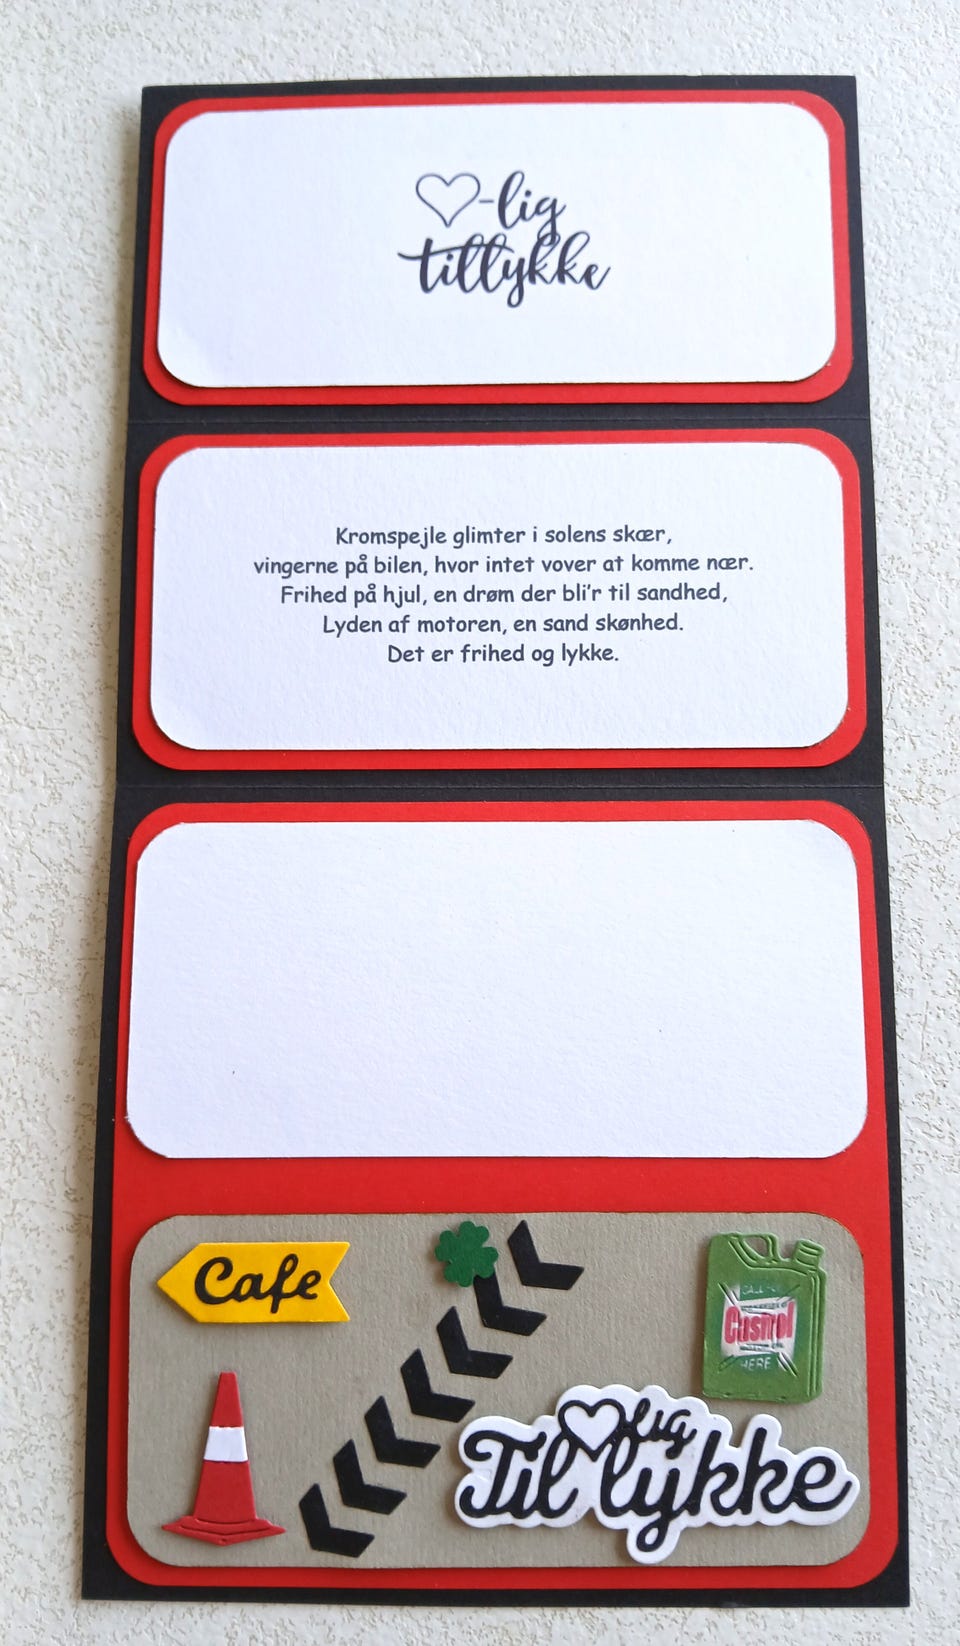 ♡-lig
tillykke
Kromspejle glimter i solens skær,
vingerne på bilen, hvor intet vover at komme nær.
Frihed på hjul, en drøm der bli’r til sandhed,
Lyden af motoren, en sand skønhed.
Det er frihed og lykke.
Cafe
Castrol
HERE
♡lig
Til lykke